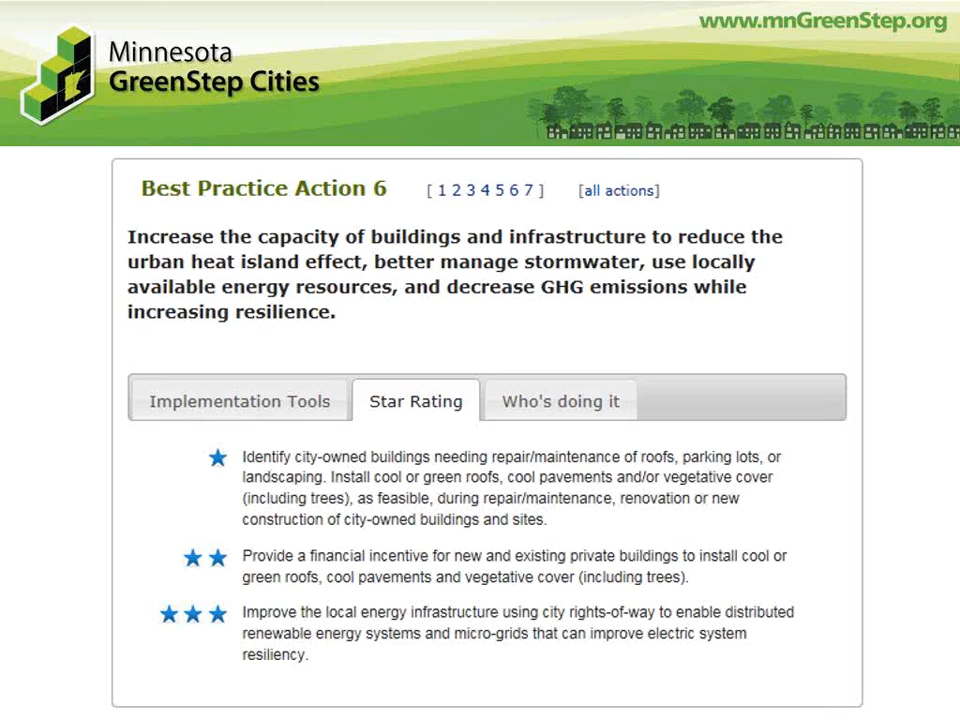 www.mnGreenStep.org
Minnesota
GreenStep Cities
Best Practice Action 6 [ 1 2 3 4 5 6 7 ] [all actions]
Increase the capacity of buildings and infrastructure to reduce the
urban heat island effect, better manage stormwater, use locally
available energy resources, and decrease GHG emissions while
increasing resilience.
Implementation Tools Star Rating Who's doing it
Identify city-owned buildings needing repair/maintenance of roofs, parking lots, or
landscaping. Install cool or green roofs, cool pavements and/or vegetative cover
(including trees), as feasible, during repair/maintenance, renovation or new
construction of city-owned buildings and sites.
Provide a financial incentive for new and existing private buildings to install cool or
green roofs, cool pavements and vegetative cover (including trees).
Improve the local energy infrastructure using city rights-of-way to enable distributed
renewable energy systems and micro-grids that can improve electric system
resiliency.